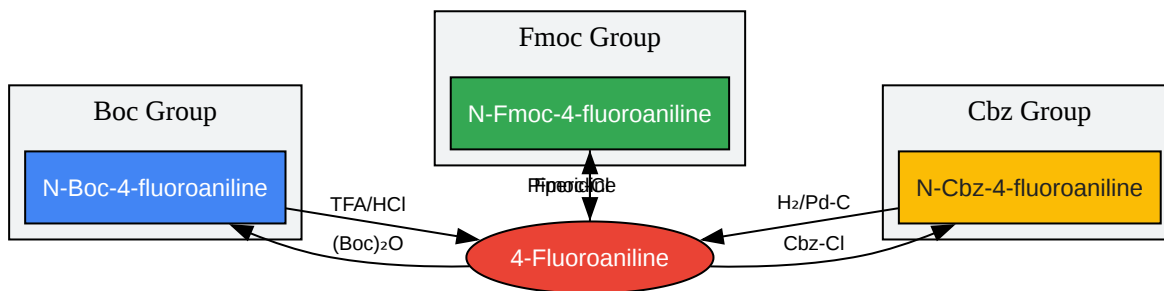 Fmoc Group
N-Fmoc-4-fluoroaniline
Boc Group
N-Boc-4-fluoroaniline
Cbz Group
N-Cbz-4-fluoroaniline
TFA/HCl
(Boc)₂O
H₂/Pd-C
Cbz-Cl
4-Fluoroaniline